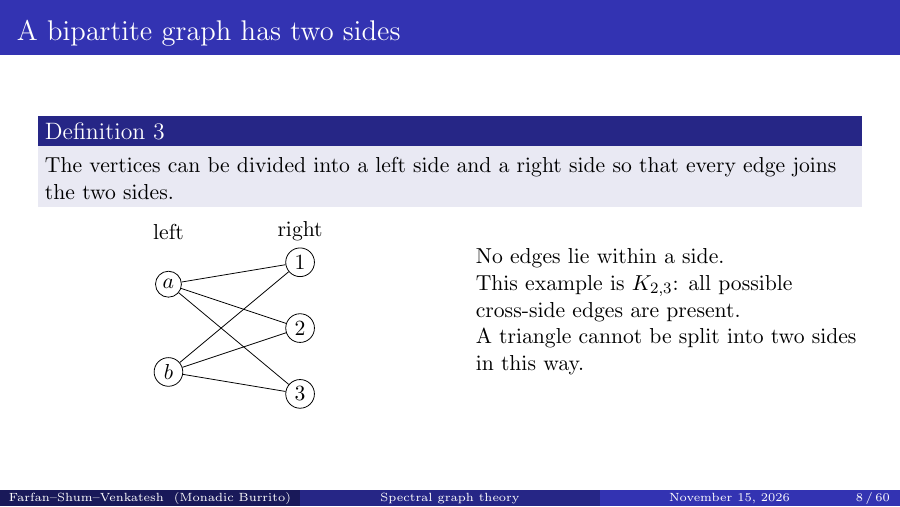 A bipartite graph has two sides
Definition 3
The vertices can be divided into a left side and a right side so that every edge joins
the two sides.
left
right
a
b
1
2
3
No edges lie within a side.
This example is K2,3: all possible
cross-side edges are present.
A triangle cannot be split into two sides
in this way.
Farfan–Shum–Venkatesh (Monadic Burrito)
Spectral graph theory
November 15, 2026
8 / 60